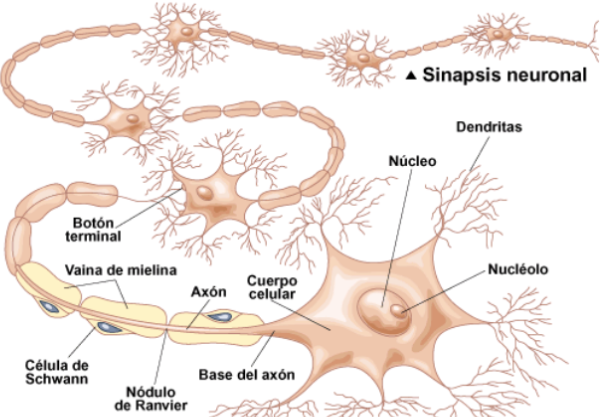 ▲ Sinapsis neuronal
Dendritas
Núcleo
Botón
terminal
Nucléolo
Vaina de mielina
Axón
Cuerpo
celular
Célula de
Schwann
Nódulo
de Ranvier
Base del axón